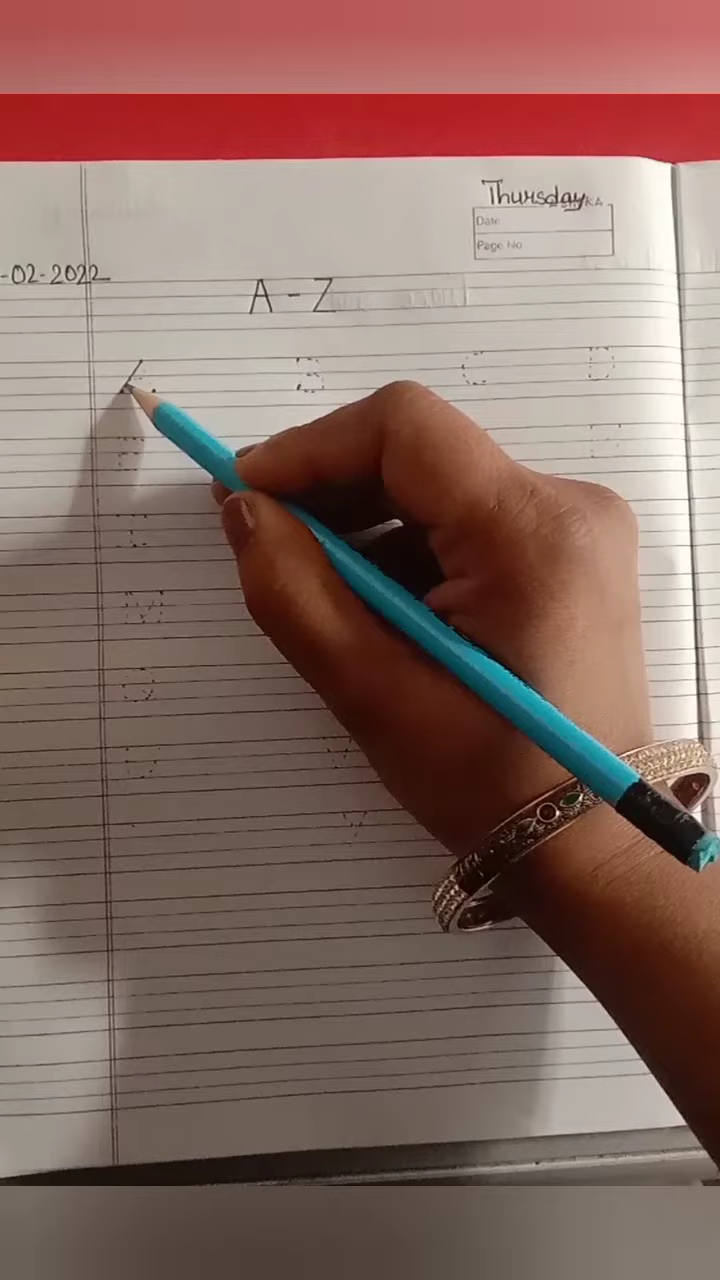 Thursday
Date
Page No
-02-2022
A - Z
A B C D
E H
I
M
Q
U V
Y